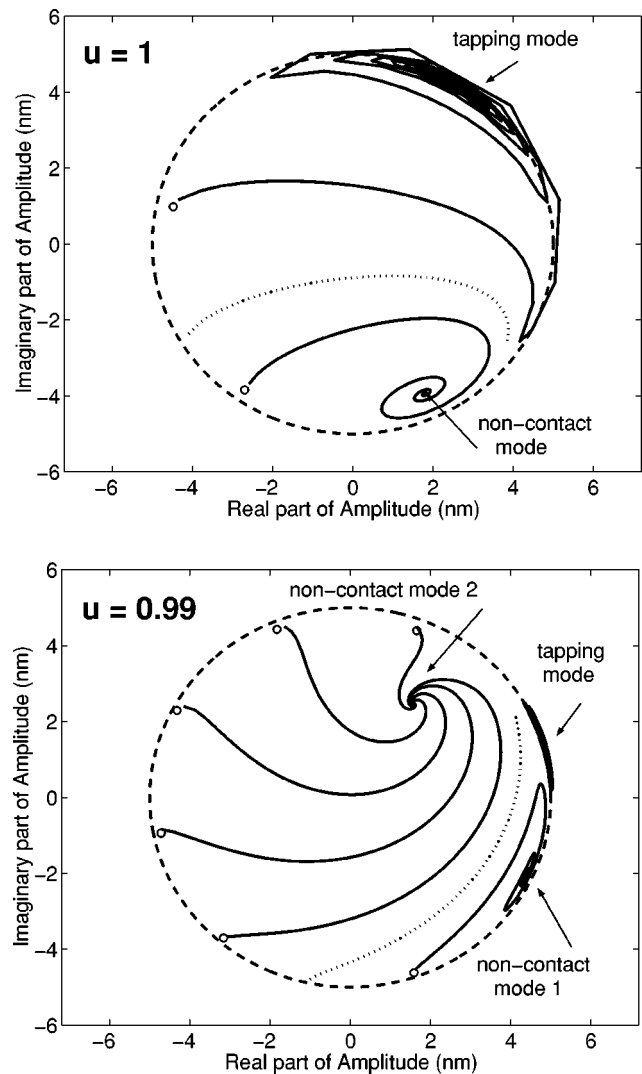 u = 1
tapping mode
non-contact
mode
6
4
2
0
−2
−4
−6
−6 −4 −2 0 2 4 6
Imaginary part of Amplitude (nm)
Real part of Amplitude (nm)
u = 0.99
non-contact mode 2
tapping
mode
non-contact
mode 1
6
4
2
0
−2
−4
−6
−6 −4 −2 0 2 4 6
Imaginary part of Amplitude (nm)
Real part of Amplitude (nm)